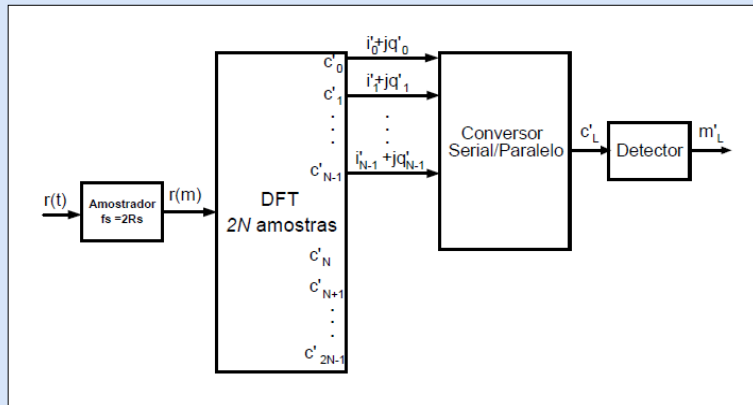 r(t)
Amostrador
fs =2Rs
r(m)
DFT
2N amostras
c'0
c'1
c'N-1
c'N
c'N+1
c'2N-1
i'0+jq'0
i'1+jq'1
i'N-1 +jq'N-1
Conversor
Serial/Paralelo
c'L
Detector
m'L